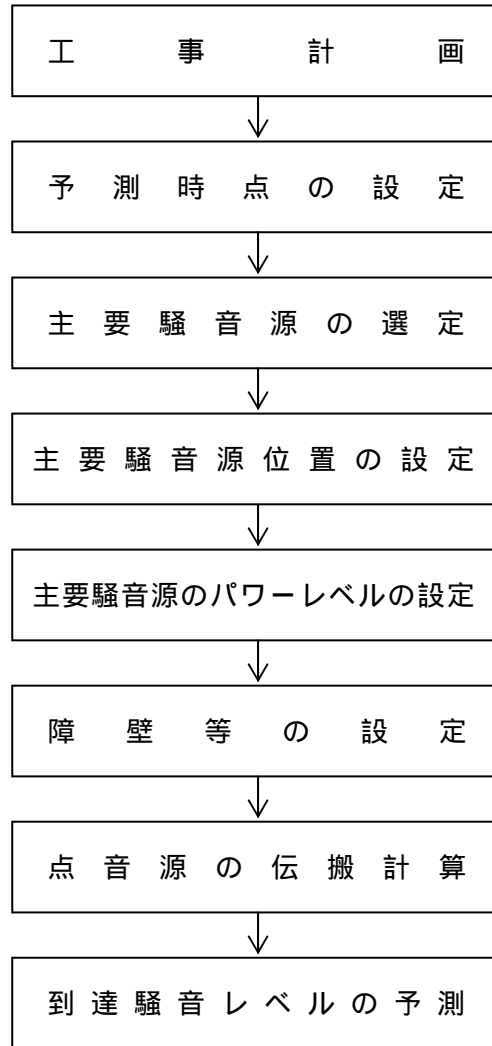 工事計画
予測時点の設定
主要騒音源の選定
主要騒音源位置の設定
主要騒音源のパワーレベルの設定
障壁等の設定
点音源の伝搬計算
到達騒音レベルの予測